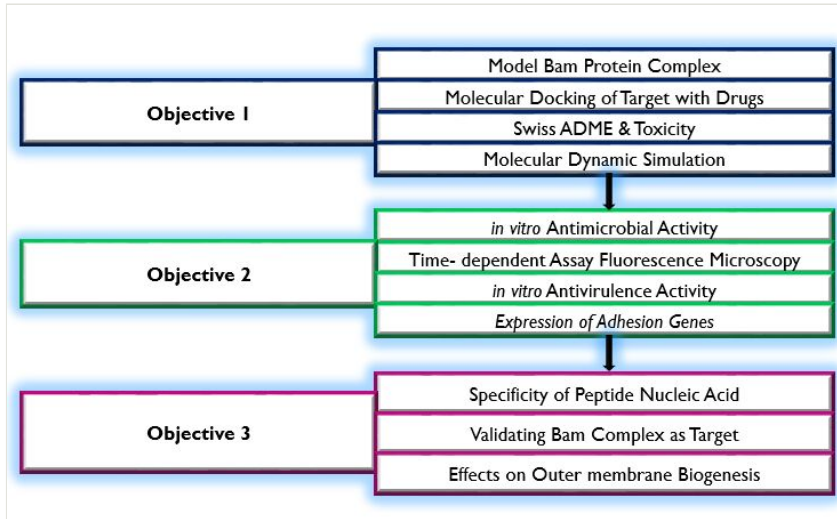 Objective 1
Model Bam Protein Complex
Molecular Docking of Target with Drugs
Swiss ADME & Toxicity
Molecular Dynamic Simulation
Objective 2
in vitro Antimicrobial Activity
Time- dependent Assay Fluorescence Microscopy
in vitro Antivirulence Activity
Expression of Adhesion Genes
Objective 3
Specificity of Peptide Nucleic Acid
Validating Bam Complex as Target
Effects on Outer membrane Biogenesis